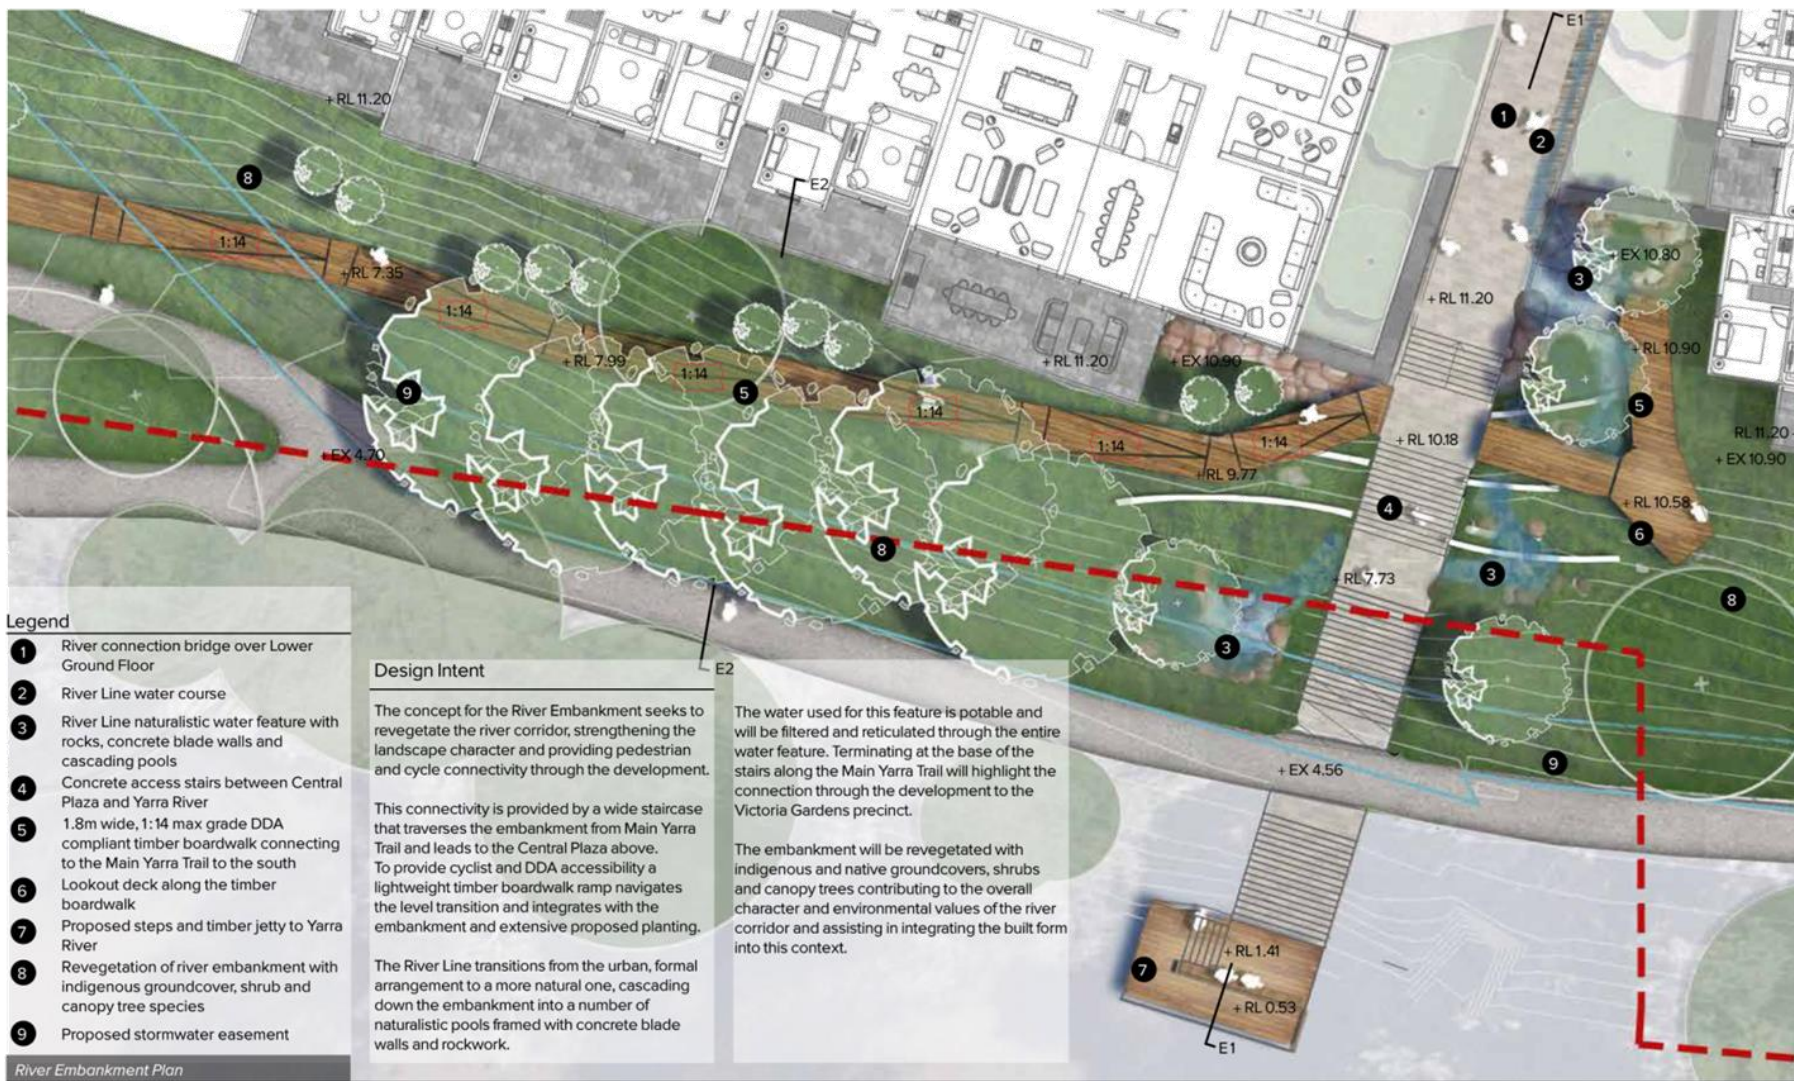 E1
1
2
+ RL 11.20
8
E2
3
+ EX 10.80
1:14
+ RL 7.35
+ RL 11.20
1:14
+ RL 7.99
1:14
+ RL 11.20
+ EX 10.90
+ RL 10.90
9
5
1:14
5
1:14
1:14
+ RL 10.18
RL 11.20 +
+ EX 4.70
+ RL 9.77
+ EX 10.90
4
+ RL 10.58
6
8
+ RL 7.73
3
8
3
E2
9
+ EX 4.56
7
+ RL 1.41
+ RL 0.53
E1
Legend
1 River connection bridge over Lower
Ground Floor
2 River Line water course
3 River Line naturalistic water feature with
rocks, concrete blade walls and
cascading pools
4 Concrete access stairs between Central
Plaza and Yarra River
5 1.8m wide, 1:14 max grade DDA
compliant timber boardwalk connecting
to the Main Yarra Trail to the south
6 Lookout deck along the timber
boardwalk
7 Proposed steps and timber jetty to Yarra
River
8 Revegetation of river embankment with
indigenous groundcover, shrub and
canopy tree species
9 Proposed stormwater easement
River Embankment Plan
Design Intent
The concept for the River Embankment seeks to
revegetate the river corridor, strengthening the
landscape character and providing pedestrian
and cycle connectivity through the development.
This connectivity is provided by a wide staircase
that traverses the embankment from Main Yarra
Trail and leads to the Central Plaza above.
To provide cyclist and DDA accessibility a
lightweight timber boardwalk ramp navigates
the level transition and integrates with the
embankment and extensive proposed planting.
The River Line transitions from the urban, formal
arrangement to a more natural one, cascading
down the embankment into a number of
naturalistic pools framed with concrete blade
walls and rockwork.
The water used for this feature is potable and
will be filtered and reticulated through the entire
water feature. Terminating at the base of the
stairs along the Main Yarra Trail will highlight the
connection through the development to the
Victoria Gardens precinct.
The embankment will be revegetated with
indigenous and native groundcovers, shrubs
and canopy trees contributing to the overall
character and environmental values of the river
corridor and assisting in integrating the built form
into this context.